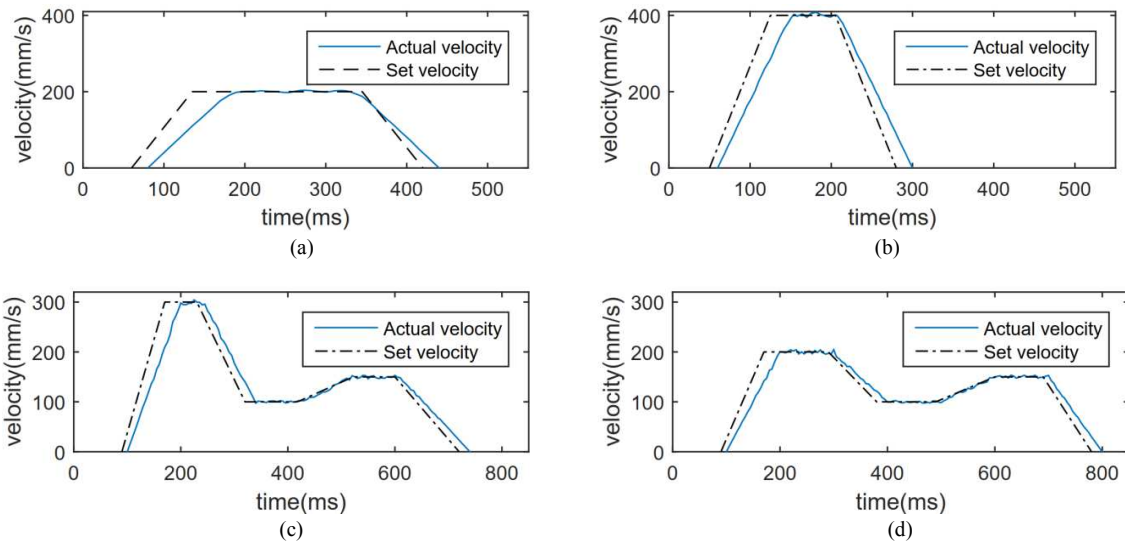 400
200
0
velocity(mm/s)
0 100 200 300 400 500
time(ms)
Actual velocity
Set velocity
(a)
400
200
0
velocity(mm/s)
0 100 200 300 400 500
time(ms)
Actual velocity
Set velocity
(b)
300
200
100
0
velocity(mm/s)
0 200 400 600 800
time(ms)
Actual velocity
Set velocity
(c)
300
200
100
0
velocity(mm/s)
0 200 400 600 800
time(ms)
Actual velocity
Set velocity
(d)